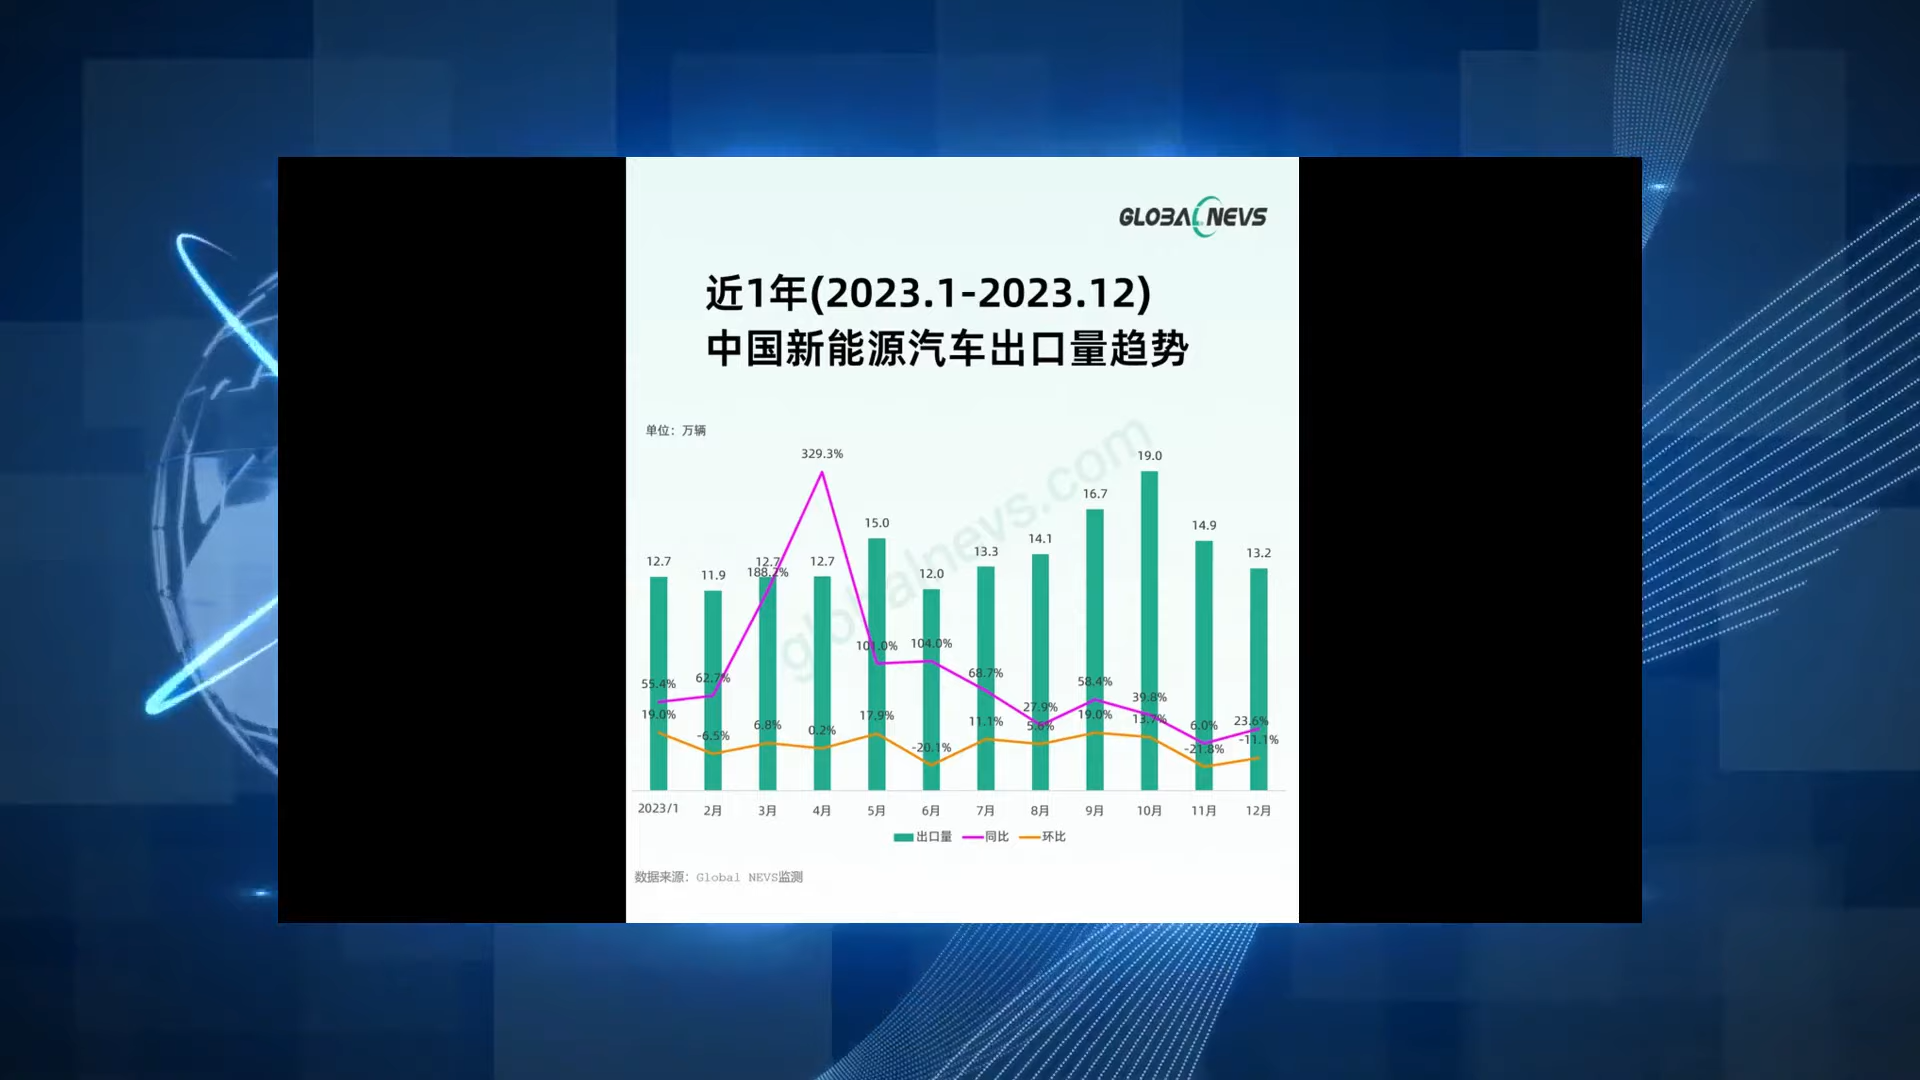 GLOBAL NEVS
近1年(2023.1-2023.12)
中国新能源汽车出口量趋势
单位：万辆
globalnevs.com
12.7 11.9 12.7 12.7 15.0 12.0 13.3 14.1 16.7 19.0 14.9 13.2
55.4% 62.7% 188.2% 329.3% 101.0% 104.0% 68.7% 27.9% 58.4% 39.8% 6.0% 23.6%
19.0% -6.5% 6.8% 0.2% 17.9% -20.1% 11.1% 5.6% 19.0% 13.7% -21.8% -11.1%
2023/1 2月 3月 4月 5月 6月 7月 8月 9月 10月 11月 12月
出口量 同比 环比
数据来源：Global NEVS监测